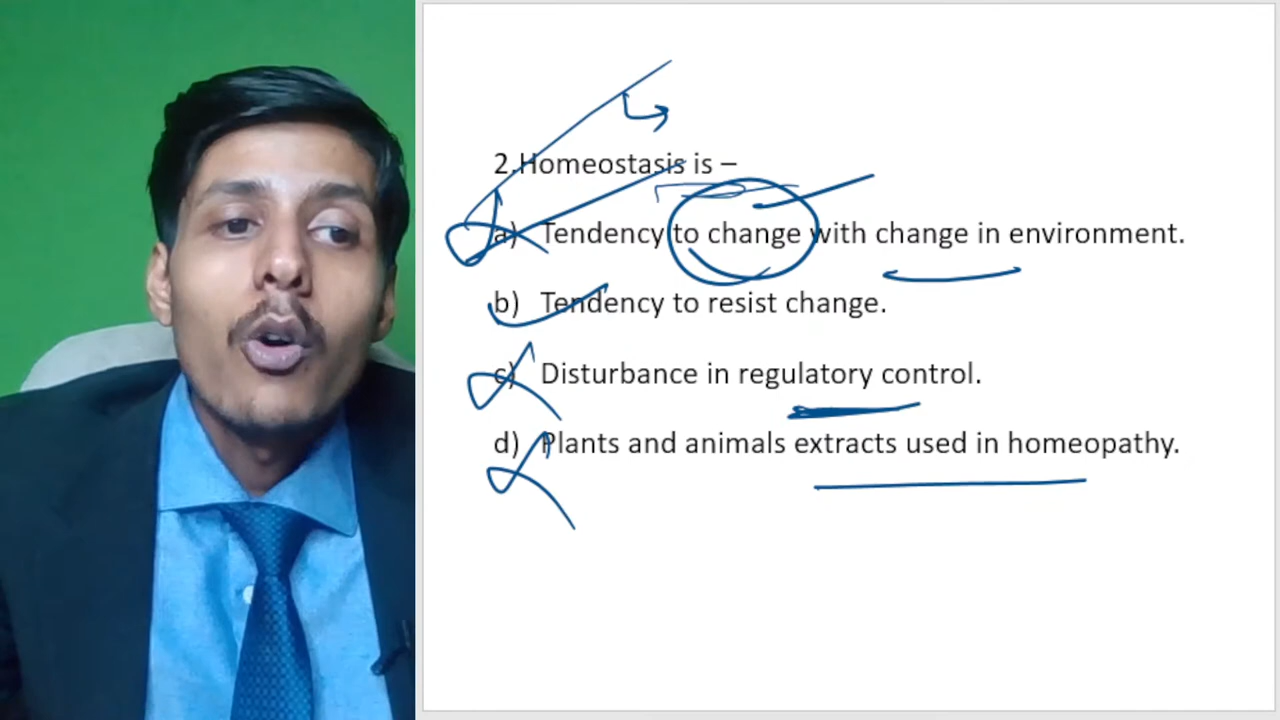 2.Homeostasis is –
a) Tendency to change with change in environment.
b) Tendency to resist change.
c) Disturbance in regulatory control.
d) Plants and animals extracts used in homeopathy.